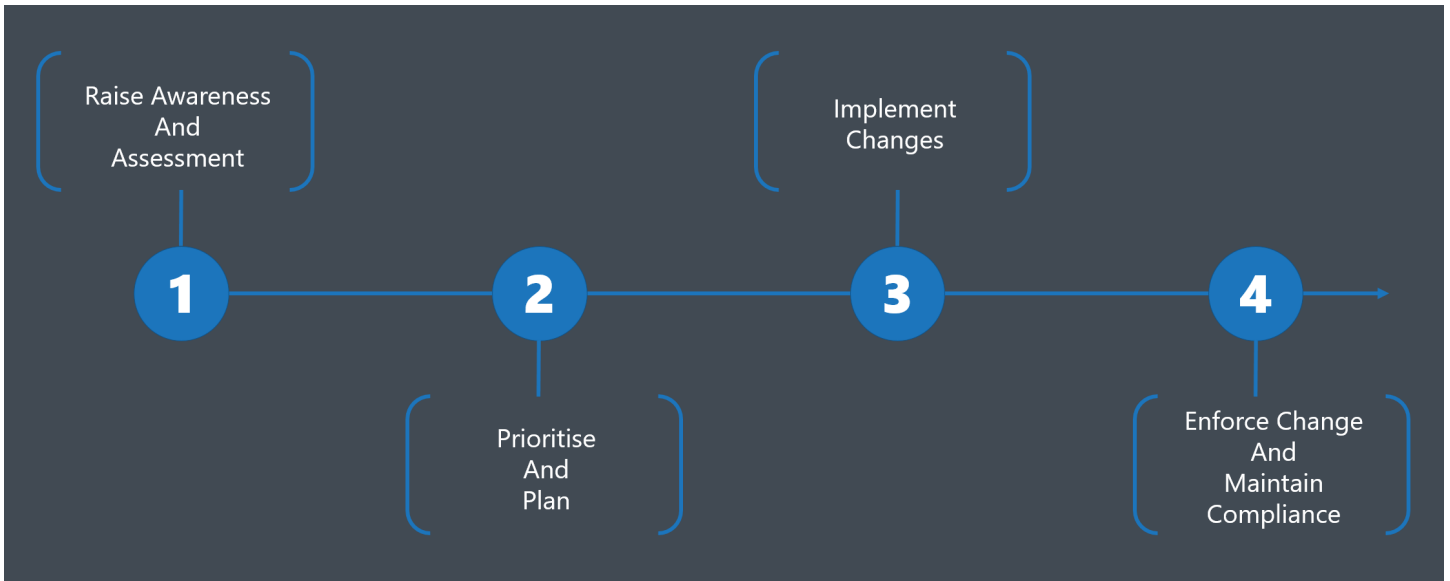 Raise Awareness
And
Assessment
1
2
Prioritise
And
Plan
Implement
Changes
3
4
Enforce Change
And
Maintain
Compliance